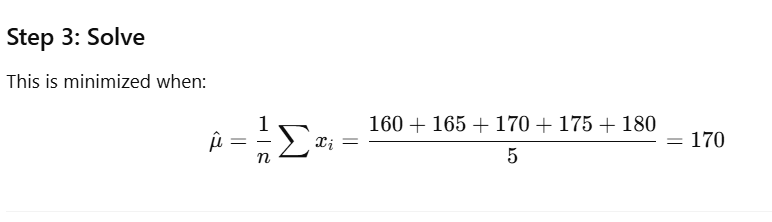 Step 3: Solve
This is minimized when:
μ̂ = 1/n ∑ xᵢ = (160 + 165 + 170 + 175 + 180)/5 = 170